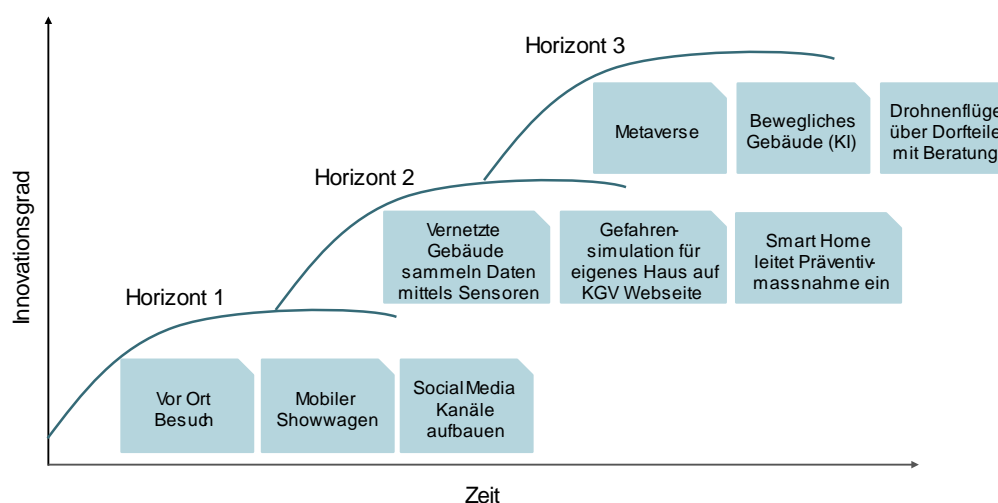 Horizont 3
Metaverse
Bewegliches
Gebäude (KI)
Drohnenflüge
über Dorfteile
mit Beratung
Horizont 2
Vernetzte
Gebäude
sammeln Daten
mittels Sensoren
Gefahren-
simulation für
eigenes Haus auf
KGV Webseite
Smart Home
leitet Präventiv-
massnahme ein
Horizont 1
Vor Ort
Besuch
Mobiler
Showwagen
Social Media
Kanäle
aufbauen
Innovationsgrad
Zeit